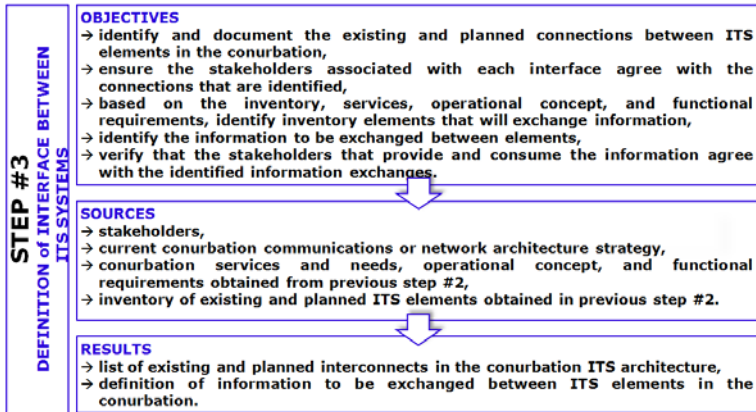 STEP #3
DEFINITION of INTERFACE BETWEEN
ITS SYSTEMS
OBJECTIVES
→ identify and document the existing and planned connections between ITS
elements in the conurbation,
→ ensure the stakeholders associated with each interface agree with the
connections that are identified,
→ based on the inventory, services, operational concept, and functional
requirements, identify inventory elements that will exchange information,
→ identify the information to be exchanged between elements,
→ verify that the stakeholders that provide and consume the information agree
with the identified information exchanges.
SOURCES
→ stakeholders,
→ current conurbation communications or network architecture strategy,
→ conurbation services and needs, operational concept, and functional
requirements obtained from previous step #2,
→ inventory of existing and planned ITS elements obtained in previous step #2.
RESULTS
→ list of existing and planned interconnects in the conurbation ITS architecture,
→ definition of information to be exchanged between ITS elements in the
conurbation.